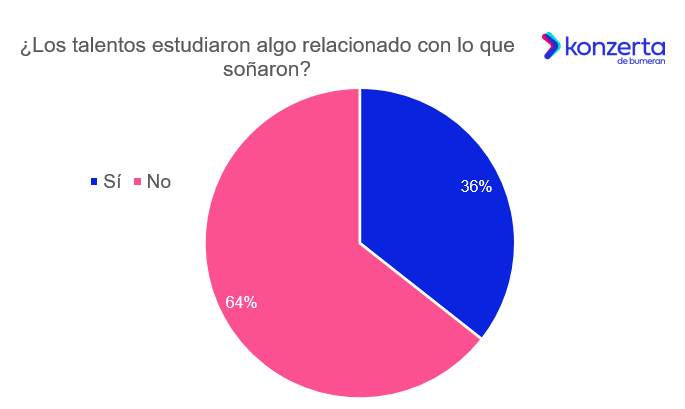 ¿Los talentos estudiaron algo relacionado con lo que
soñaron?
konzerta
de bumeran
Sí No
36%
64%